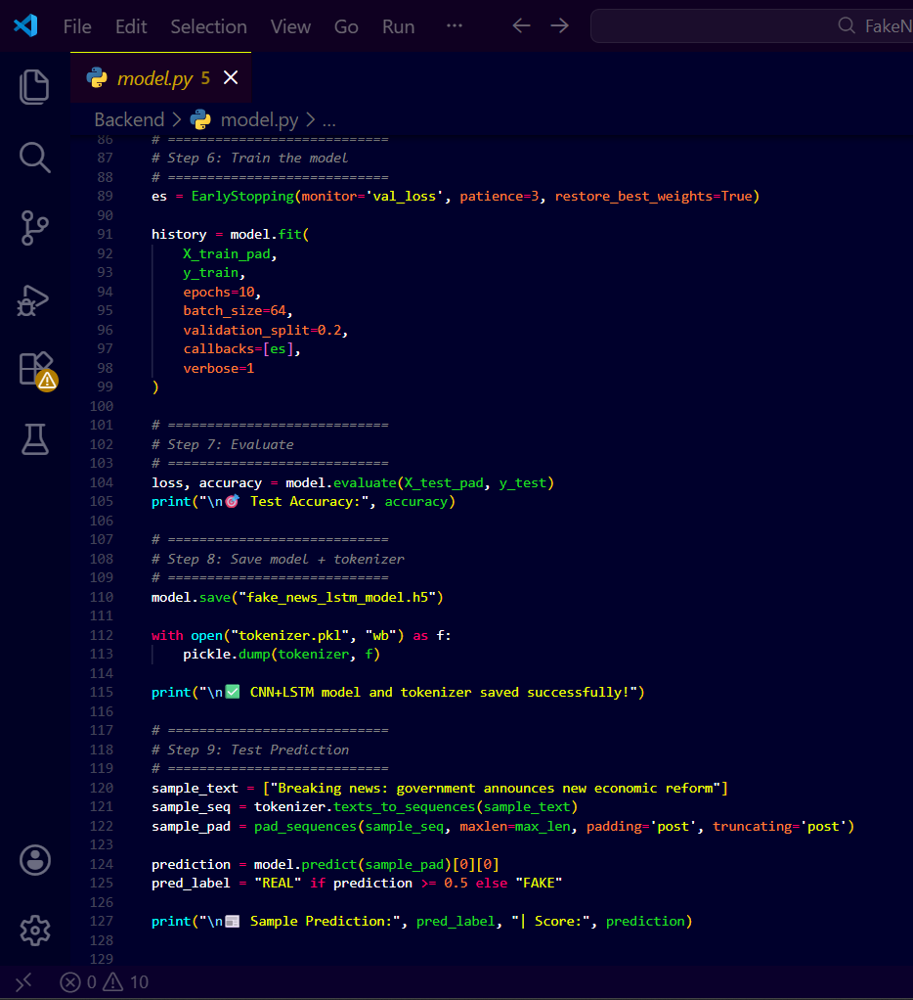 File Edit Selection View Go Run ... FakeN
model.py 5
Backend > model.py > ...
86 # ============================
87 # Step 6: Train the model
88 # ============================
89 es = EarlyStopping(monitor='val_loss', patience=3, restore_best_weights=True)
90
91 history = model.fit(
92     X_train_pad,
93     y_train,
94     epochs=10,
95     batch_size=64,
96     validation_split=0.2,
97     callbacks=[es],
98     verbose=1
99 )
100
101 # ============================
102 # Step 7: Evaluate
103 # ============================
104 loss, accuracy = model.evaluate(X_test_pad, y_test)
105 print("\n🎯 Test Accuracy:", accuracy)
106
107 # ============================
108 # Step 8: Save model + tokenizer
109 # ============================
110 model.save("fake_news_lstm_model.h5")
111
112 with open("tokenizer.pkl", "wb") as f:
113     pickle.dump(tokenizer, f)
114
115 print("\n✅ CNN+LSTM model and tokenizer saved successfully!")
116
117 # ============================
118 # Step 9: Test Prediction
119 # ============================
120 sample_text = ["Breaking news: government announces new economic reform"]
121 sample_seq = tokenizer.texts_to_sequences(sample_text)
122 sample_pad = pad_sequences(sample_seq, maxlen=max_len, padding='post', truncating='post')
123
124 prediction = model.predict(sample_pad)[0][0]
125 pred_label = "REAL" if prediction >= 0.5 else "FAKE"
126
127 print("\n📰 Sample Prediction:", pred_label, "| Score:", prediction)
128
129
0 10